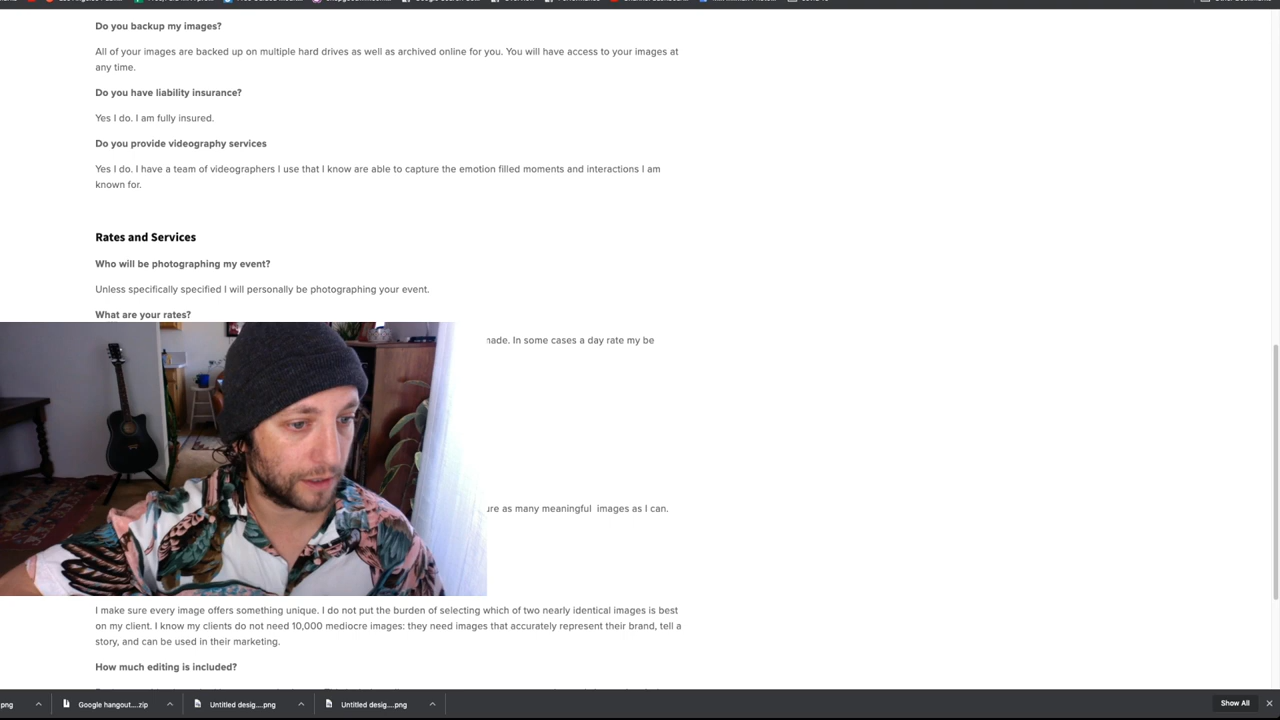 Do you backup my images?
All of your images are backed up on multiple hard drives as well as archived online for you. You will have access to your images at
any time.
Do you have liability insurance?
Yes I do. I am fully insured.
Do you provide videography services
Yes I do. I have a team of videographers I use that I know are able to capture the emotion filled moments and interactions I am
known for.
Rates and Services
Who will be photographing my event?
Unless specifically specified I will personally be photographing your event.
What are your rates?
made. In some cases a day rate my be
as many meaningful images as I can.
I make sure every image offers something unique. I do not put the burden of selecting which of two nearly identical images is best
on my client. I know my clients do not need 10,000 mediocre images: they need images that accurately represent their brand, tell a
story, and can be used in their marketing.
How much editing is included?
.png Google hangout....zip Untitled desig....png Untitled desig....png Show All